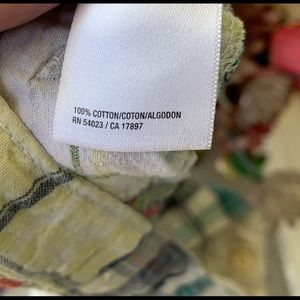 100% COTTON/COTON/ALGODON
RN 54023 / CA 17897